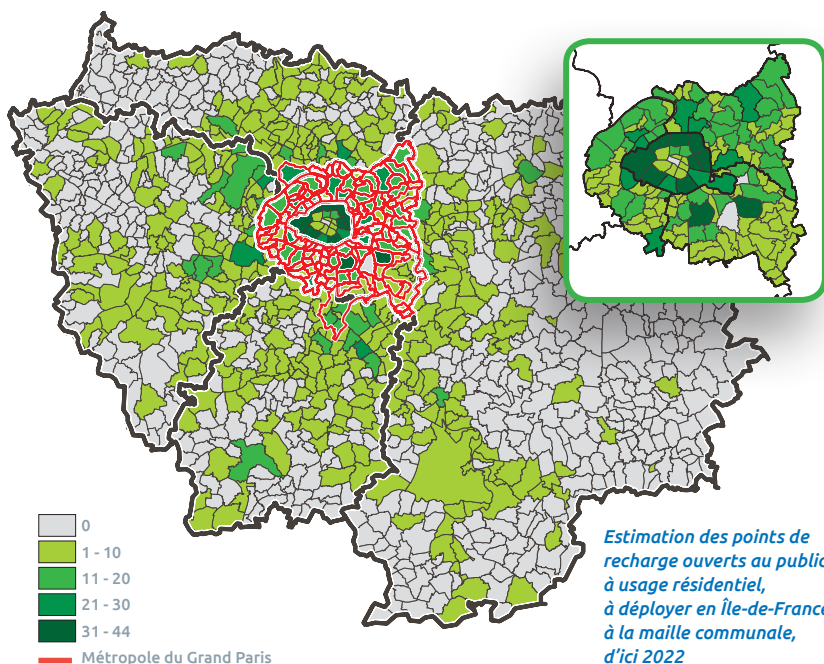 0
1 - 10
11 - 20
21 - 30
31 - 44
Métropole du Grand Paris
Estimation des points de
recharge ouverts au public
à usage résidentiel,
à déployer en Île-de-France
à la maille communale,
d'ici 2022